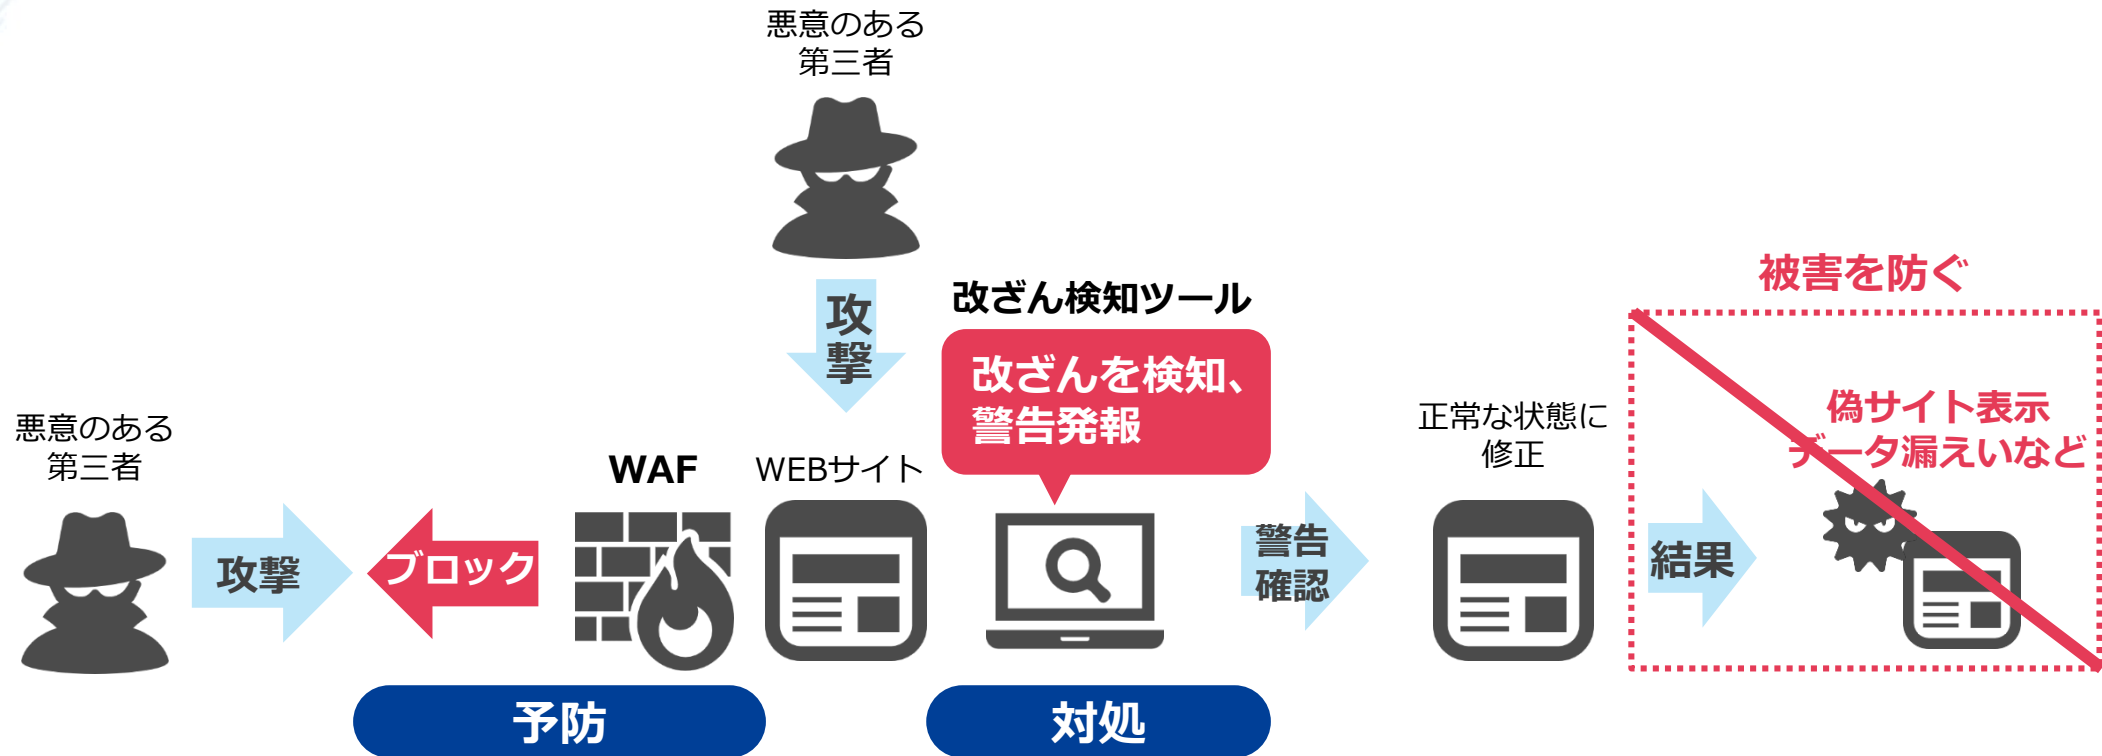 悪意のある
第三者
攻
撃
改ざん検知ツール
改ざんを検知、
警告発報
悪意のある
第三者
攻撃
ブロック
WAF
WEBサイト
警告
確認
正常な状態に
修正
結果
被害を防ぐ
偽サイト表示
データ漏えいなど
予防
対処